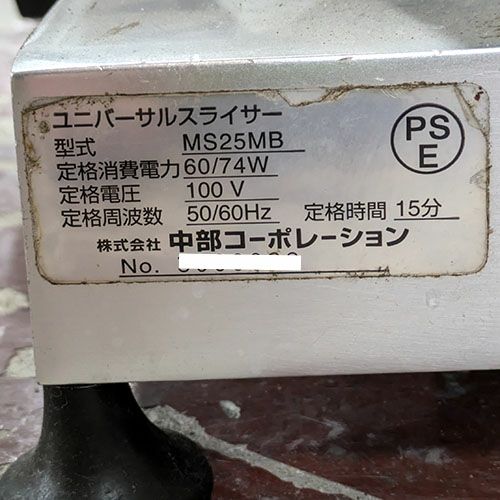 ユニバーサルスライサー
型式 MS25MB
定格消費電力 60/74W
定格電圧 100 V
定格周波数 50/60Hz 定格時間 15分
株式会社 中部コーポレーション
No.
PS
E